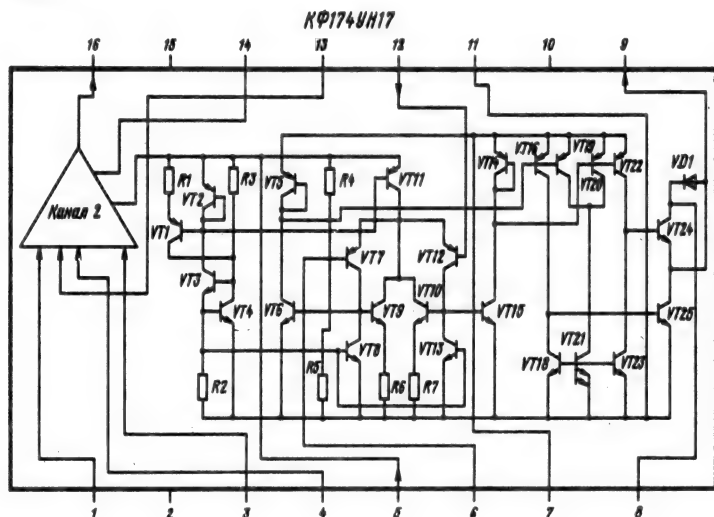 КФ174УН17
16 15 14 13 12 11 10 9
R1 VT2 R3 VT5 R4 VT11 VT14 VT16 VT19 VT20 VT22 VD1
Канал 2
VT1 VT7 VT12 VT24
VT3 VT10
VT4 VT6 VT9 VT15 VT25
VT8 VT13 VT18 VT21 VT23
R2 R5 R6 R7
1 2 3 4 5 6 7 8